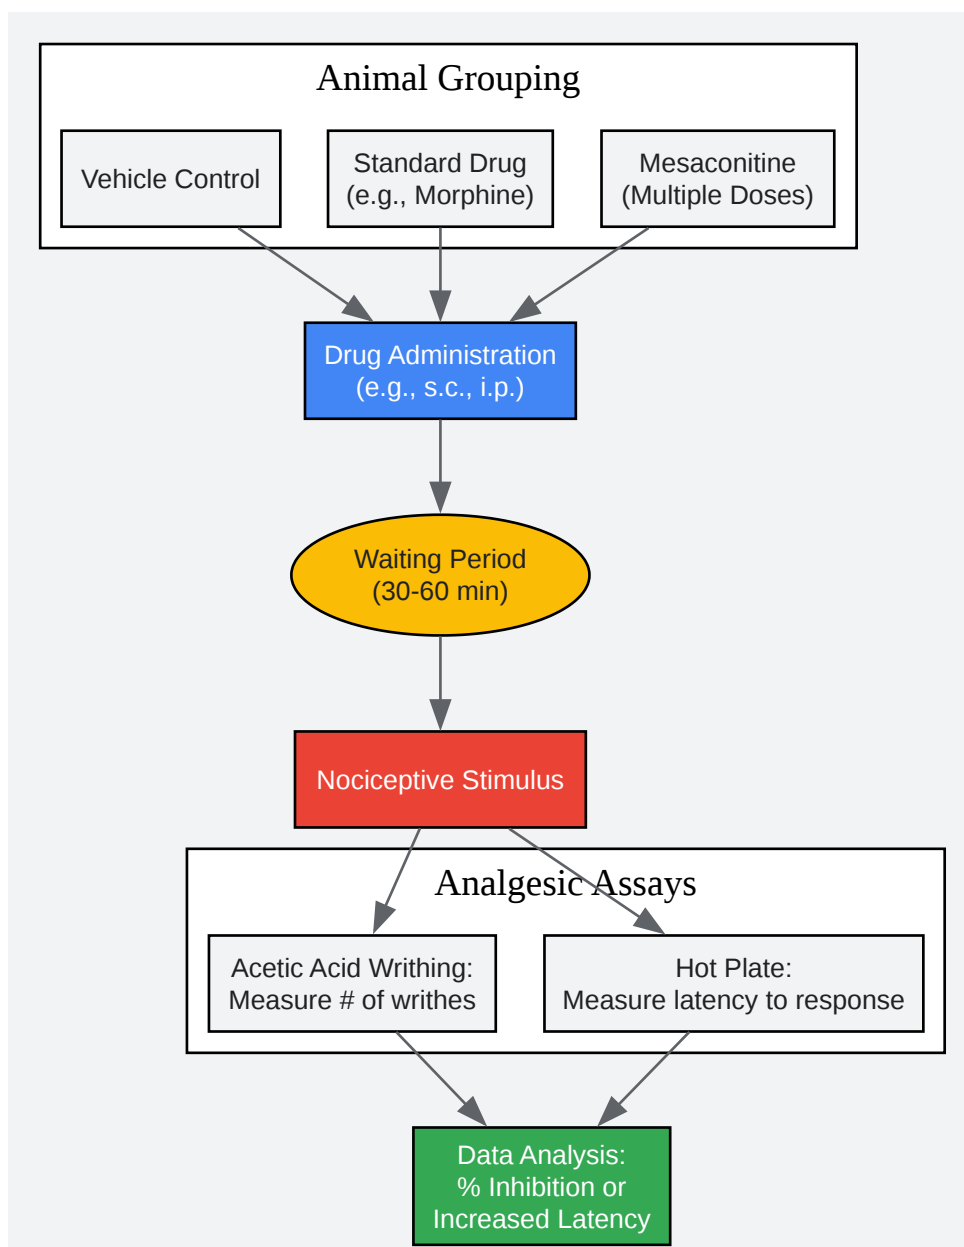 Animal Grouping
Vehicle Control
Standard Drug
(e.g., Morphine)
Mesaconitine
(Multiple Doses)
Drug Administration
(e.g., s.c., i.p.)
Waiting Period
(30-60 min)
Nociceptive Stimulus
Analgesic Assays
Acetic Acid Writhing:
Measure # of writhes
Hot Plate:
Measure latency to response
Data Analysis:
% Inhibition or
Increased Latency